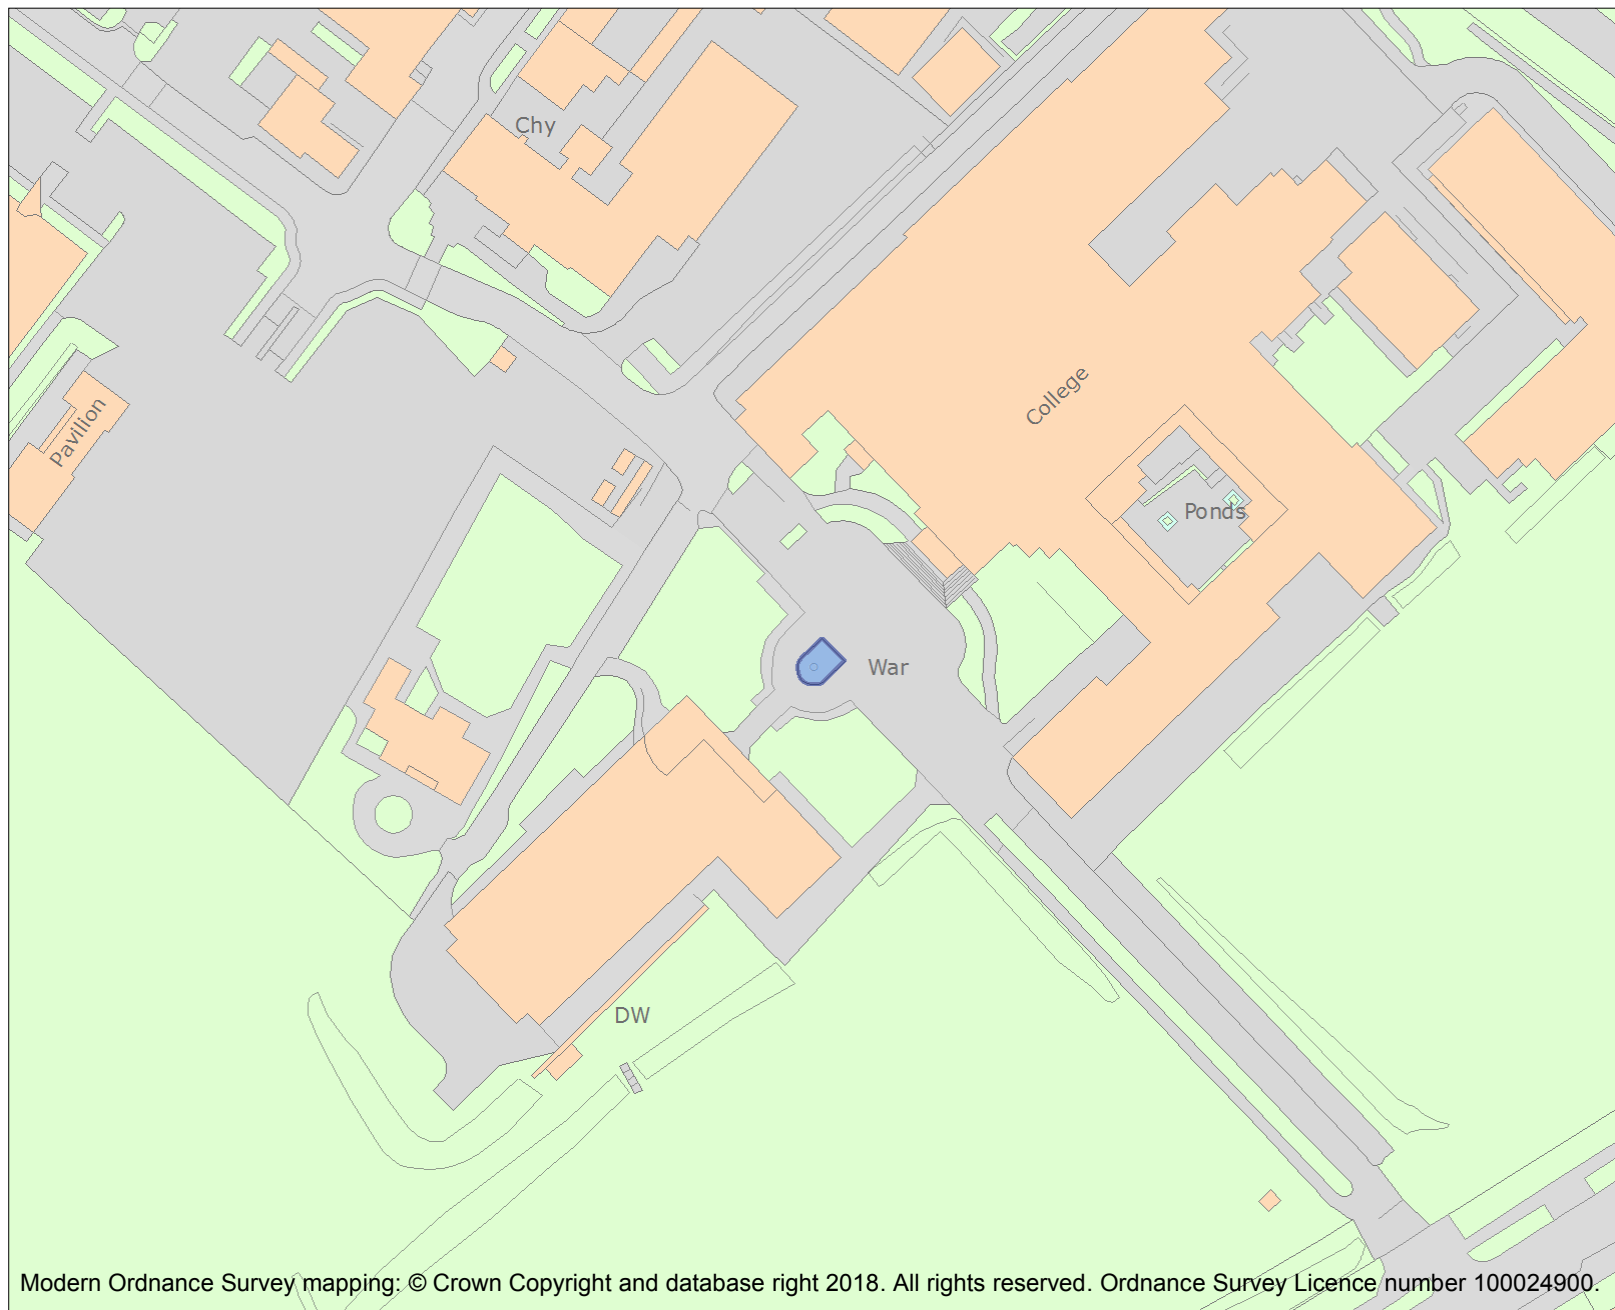 Chy
College
Pavilion
Ponds
War
DW
Modern Ordnance Survey mapping: © Crown Copyright and database right 2018. All rights reserved. Ordnance Survey Licence number 100024900.